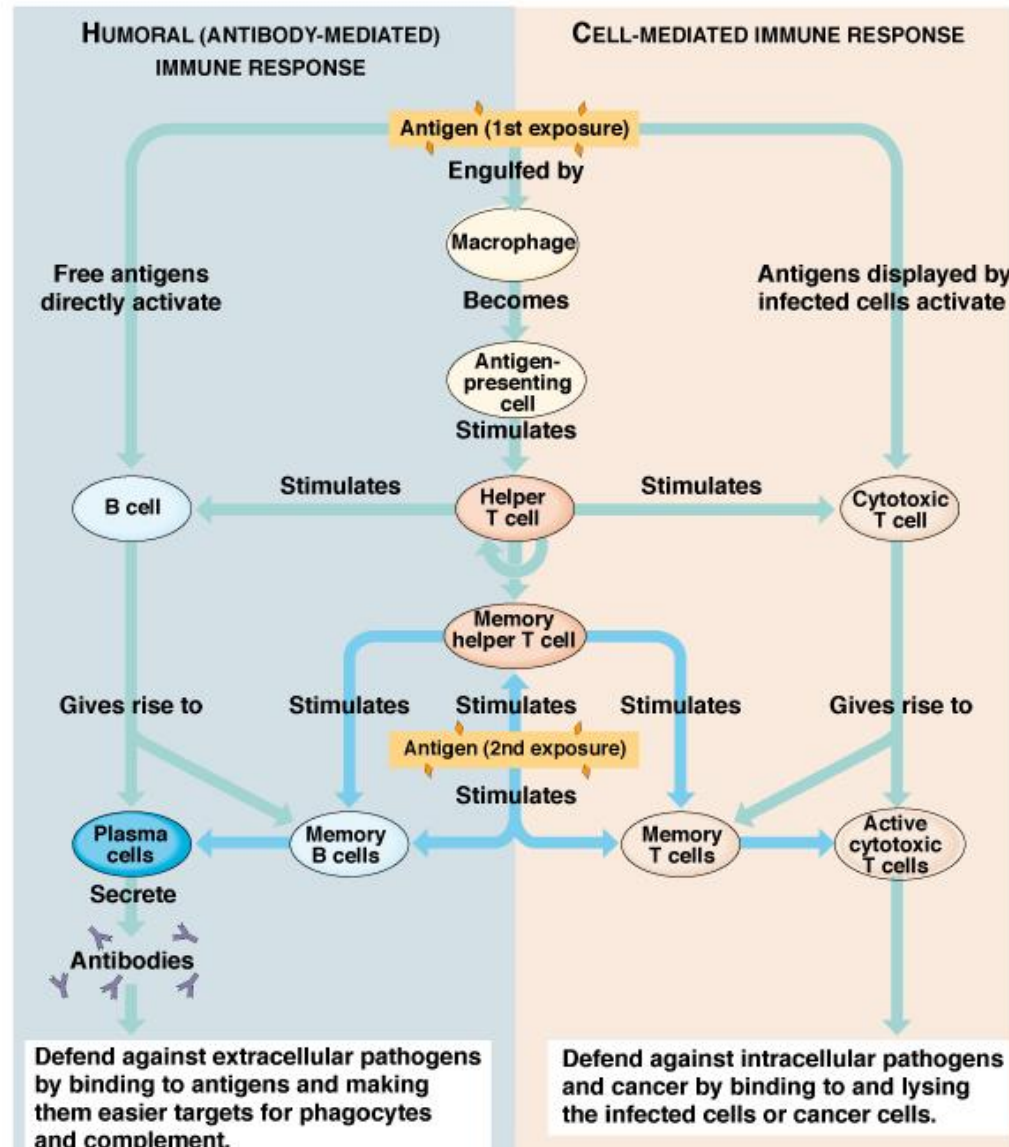 HUMORAL (ANTIBODY-MEDIATED)
IMMUNE RESPONSE
CELL-MEDIATED IMMUNE RESPONSE
Antigen (1st exposure)
Engulfed by
Macrophage
Free antigens
directly activate
Becomes
Antigens displayed by
infected cells activate
Antigen-
presenting
cell
Stimulates
B cell
Stimulates
Helper
T cell
Stimulates
Cytotoxic
T cell
Memory
helper T cell
Gives rise to
Stimulates
Stimulates
Stimulates
Gives rise to
Antigen (2nd exposure)
Stimulates
Plasma
cells
Memory
B cells
Memory
T cells
Active
cytotoxic
T cells
Secrete
Antibodies
Defend against extracellular pathogens
by binding to antigens and making
them easier targets for phagocytes
and complement.
Defend against intracellular pathogens
and cancer by binding to and lysing
the infected cells or cancer cells.